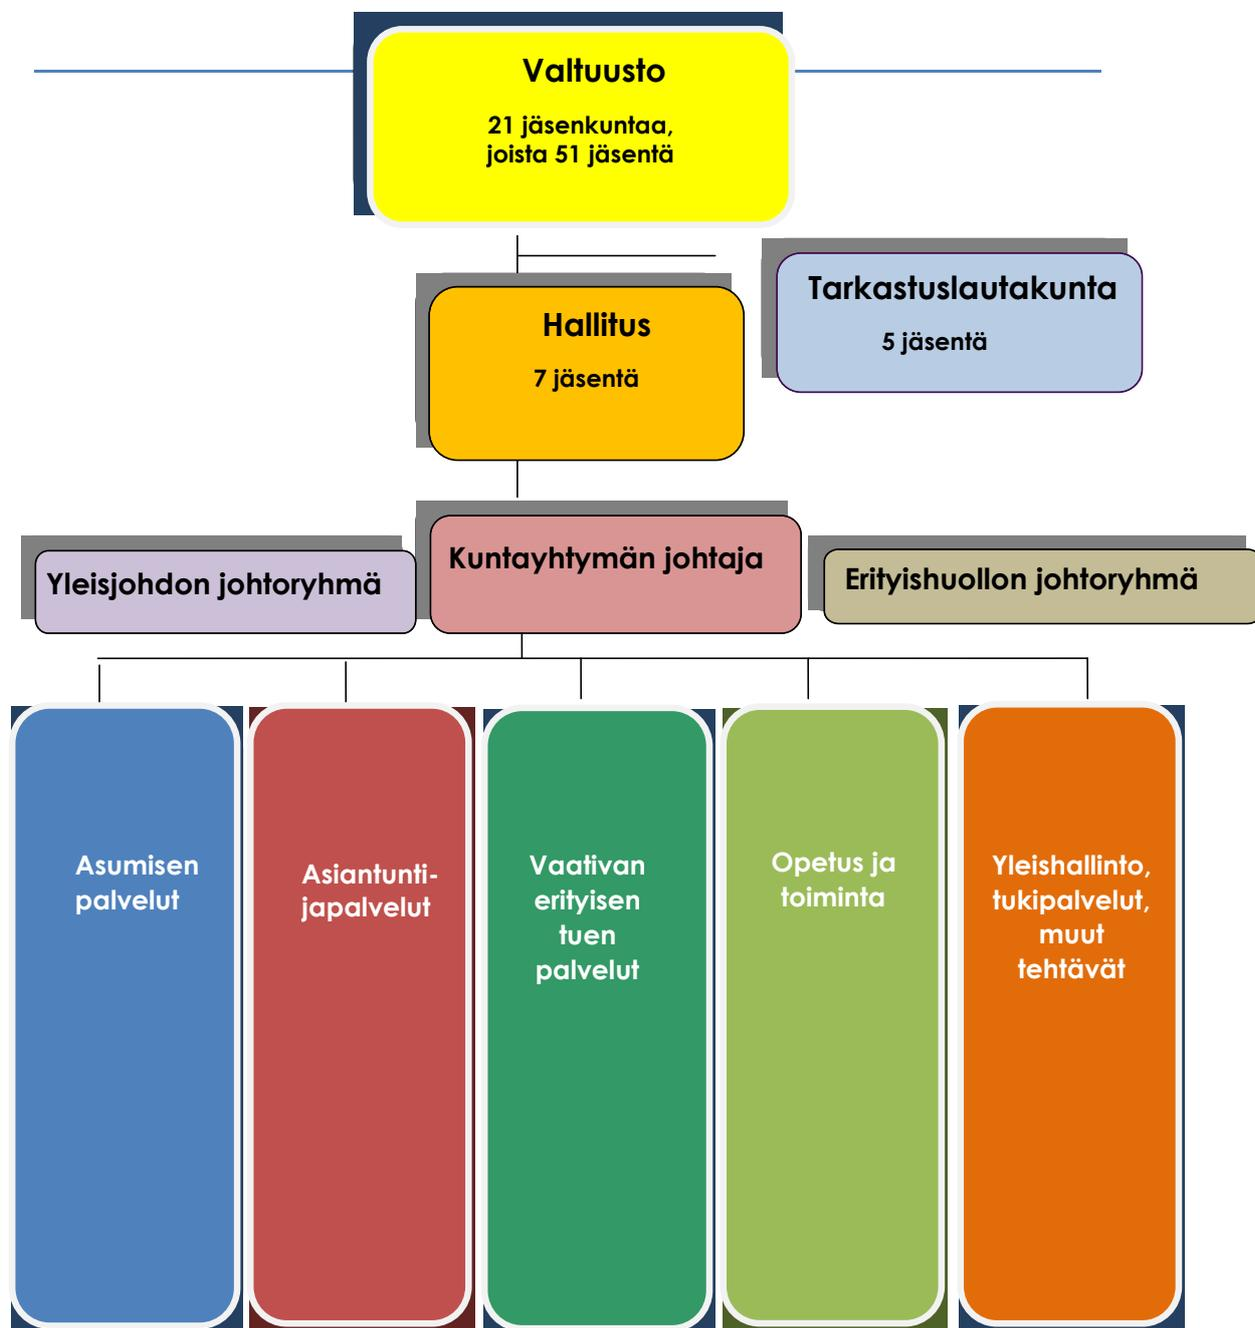 Valtuusto
21 jäsenkuntaa,
joista 51 jäsentä
Tarkastuslautakunta
5 jäsentä
Hallitus
7 jäsentä
Yleisjohdon johtoryhmä
Kuntayhtymän johtaja
Erityishuollon johtoryhmä
Asumisen
palvelut
Asiantunti-
japalvelut
Vaativan
erityisen
tuen
palvelut
Opetus ja
toiminta
Yleishallinto,
tukipalvelut,
muut
tehtävät